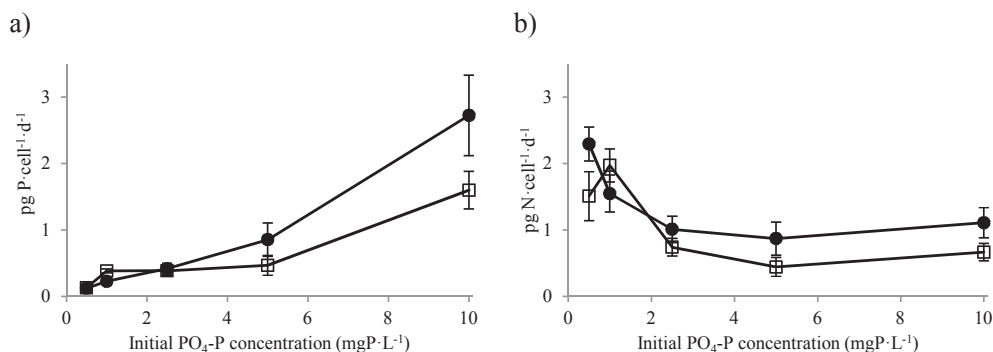 a)
pg P·cell⁻¹·d⁻¹
3
2
1
0
0 2 4 6 8 10
Initial PO₄-P concentration (mgP·L⁻¹)
b)
pg N·cell⁻¹·d⁻¹
3
2
1
0
0 2 4 6 8 10
Initial PO₄-P concentration (mgP·L⁻¹)